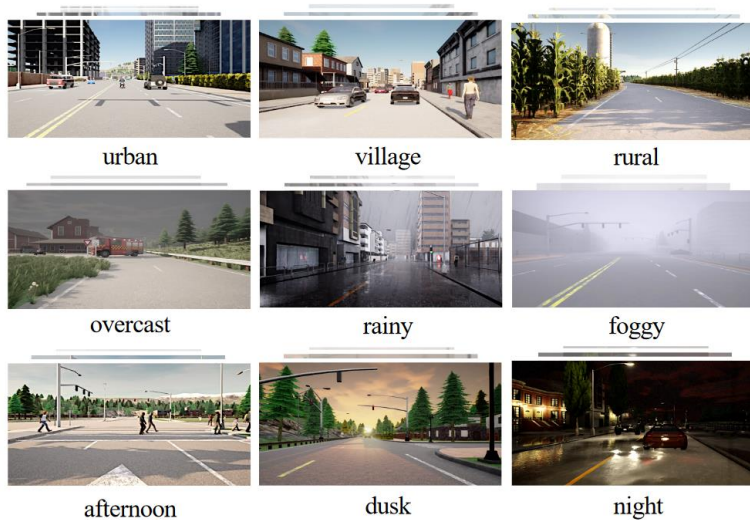 urban
village
rural
overcast
rainy
foggy
afternoon
dusk
night